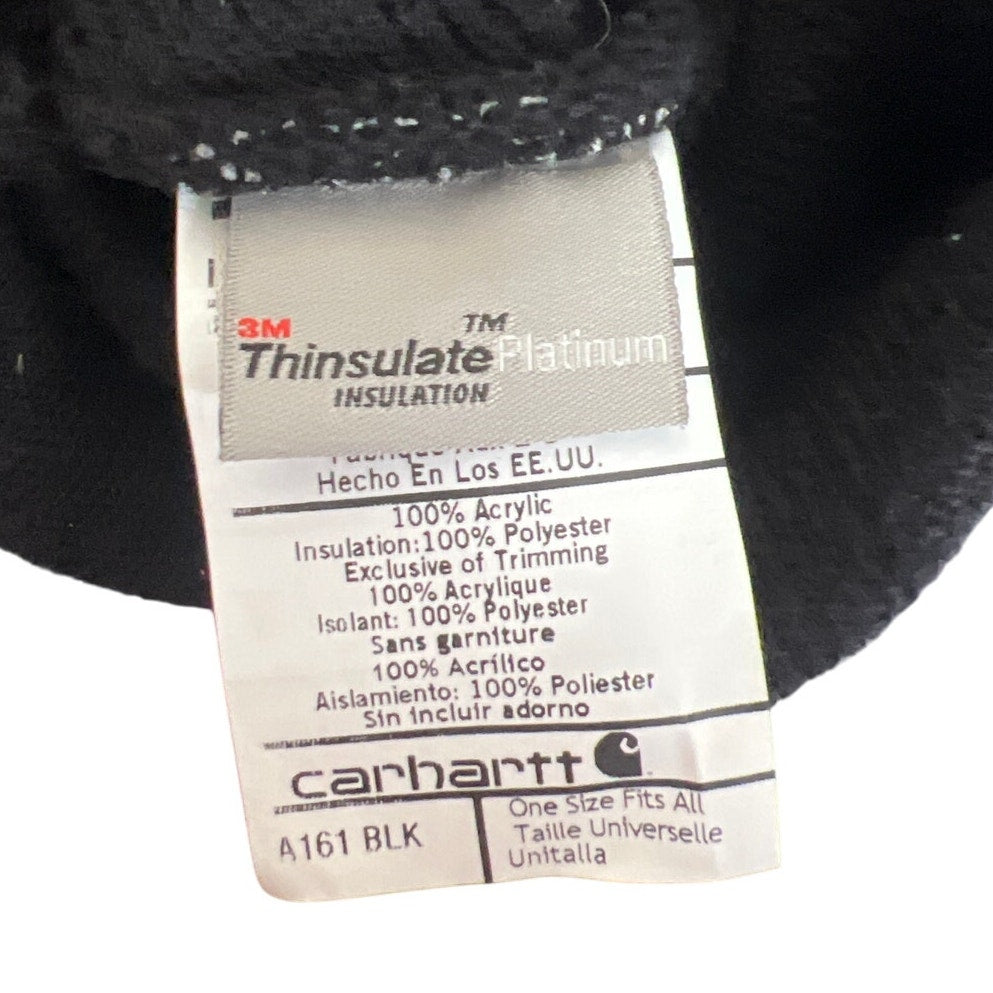 3M
TM
Thinsulate Platinum
INSULATION
Hecho En Los EE.UU.
100% Acrylic
Insulation:100% Polyester
Exclusive of Trimming
100% Acrylique
Isolant: 100% Polyester
Sans garniture
100% Acrílico
Aislamiento: 100% Poliester
Sin incluir adorno
carhartt
A161 BLK
One Size Fits All
Taille Universelle
Unitalla